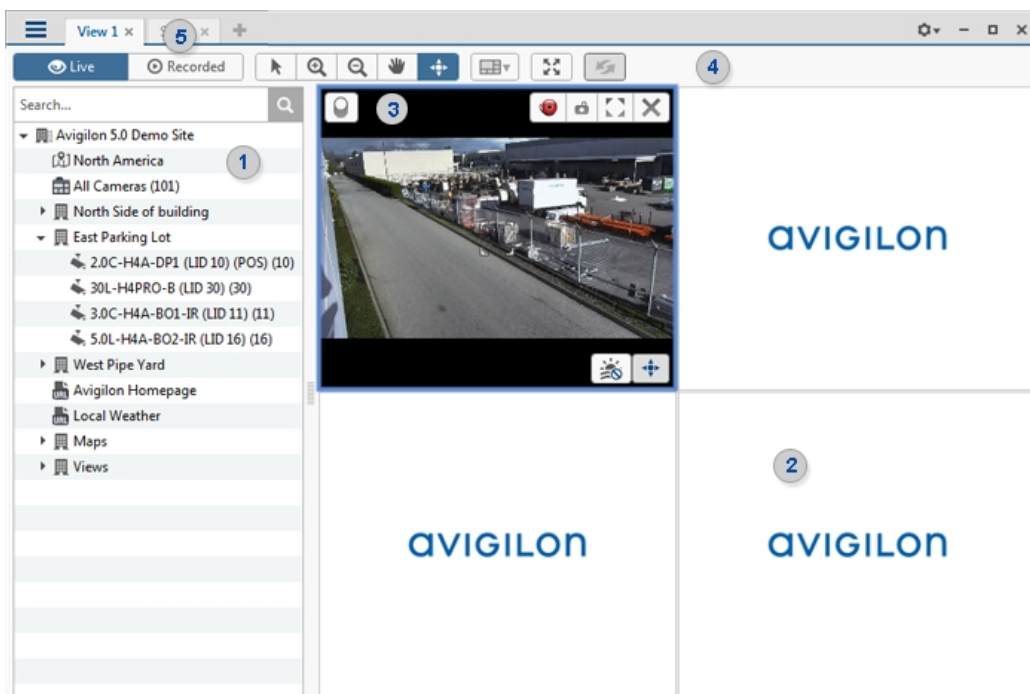 View 1 ×
S ×
5
Live
Recorded
4
Search...
3
Avigilon 5.0 Demo Site
1
North America
All Cameras (101)
North Side of building
East Parking Lot
2.0C-H4A-DP1 (LID 10) (POS) (10)
30L-H4PRO-B (LID 30) (30)
3.0C-H4A-BO1-IR (LID 11) (11)
5.0L-H4A-BO2-IR (LID 16) (16)
West Pipe Yard
Avigilon Homepage
Local Weather
Maps
Views
AVIGILON
2
AVIGILON
AVIGILON